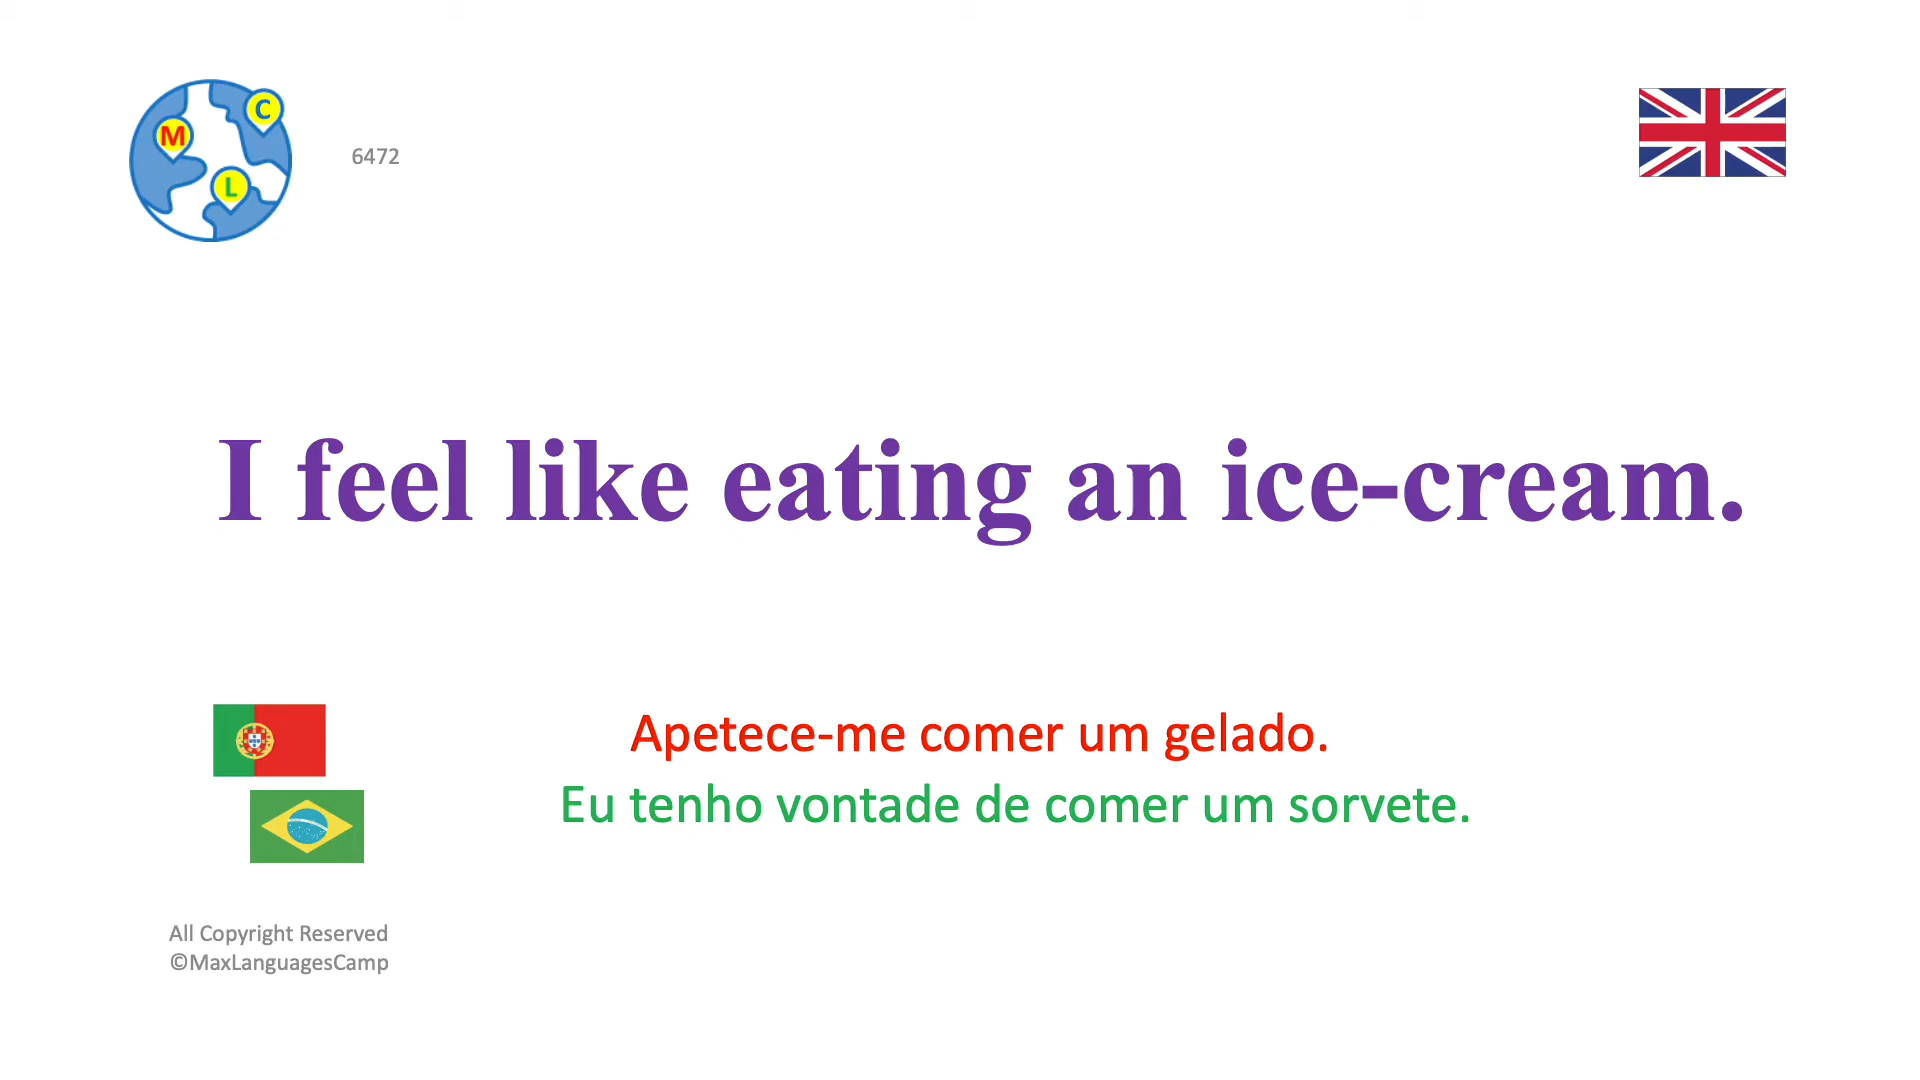 M
C
L
6472
I feel like eating an ice-cream.
Apetece-me comer um gelado.
Eu tenho vontade de comer um sorvete.
All Copyright Reserved
©MaxLanguagesCamp